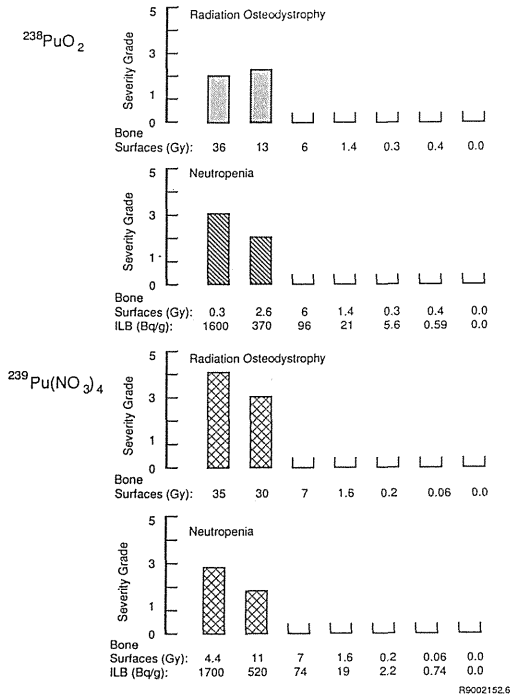 238PuO2
Radiation Osteodystrophy
Severity Grade
5
3
1
0
Bone
Surfaces (Gy): 36 13 6 1.4 0.3 0.4 0.0
Neutropenia
Severity Grade
5
3
1
0
Bone
Surfaces (Gy): 0.3 2.6 6 1.4 0.3 0.4 0.0
ILB (Bq/g): 1600 370 96 21 5.6 0.59 0.0
239Pu(NO3)4
Radiation Osteodystrophy
Severity Grade
5
3
1
0
Bone
Surfaces (Gy): 35 30 7 1.6 0.2 0.06 0.0
Neutropenia
Severity Grade
5
3
1
0
Bone
Surfaces (Gy): 4.4 11 7 1.6 0.2 0.06 0.0
ILB (Bq/g): 1700 520 74 19 2.2 0.74 0.0
R9002152.6